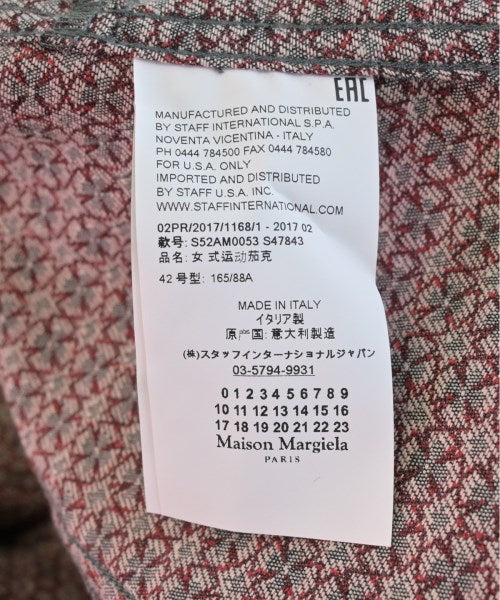 EAC
MANUFACTURED AND DISTRIBUTED
BY STAFF INTERNATIONAL S.P.A.
NOVENTA VICENTINA - ITALY
PH 0444 784500 FAX 0444 784580
FOR U.S.A. ONLY
IMPORTED AND DISTRIBUTED
BY STAFF U.S.A. INC.
WWW.STAFFINTERNATIONAL.COM
02PR/2017/1168/1 - 2017 02
款号: S52AM0053 S47843
品名: 女 式运动茄克
42 号型: 165/88A
MADE IN ITALY
イタリア製
原产国: 意大利製造
(株)スタッフインターナショナルジャパン
03-5794-9931
0 1 2 3 4 5 6 7 8 9
10 11 12 13 14 15 16
17 18 19 20 21 22 23
Maison Margiela
PARIS